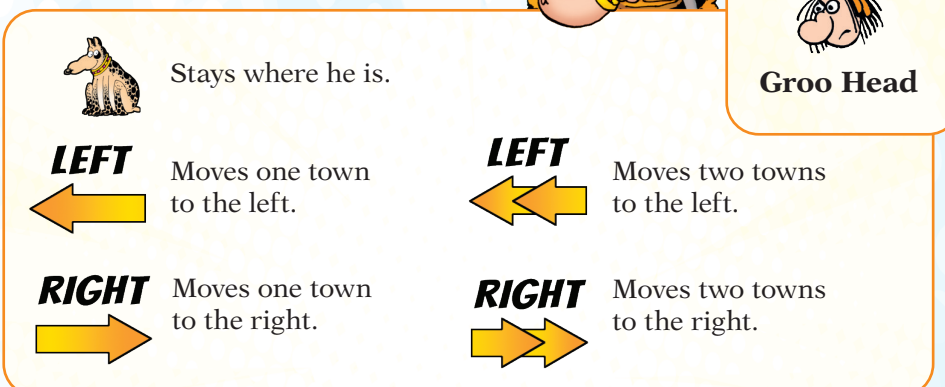 Groo Head
Stays where he is.
LEFT
Moves one town
to the left.
LEFT
Moves two towns
to the left.
RIGHT
Moves one town
to the right.
RIGHT
Moves two towns
to the right.